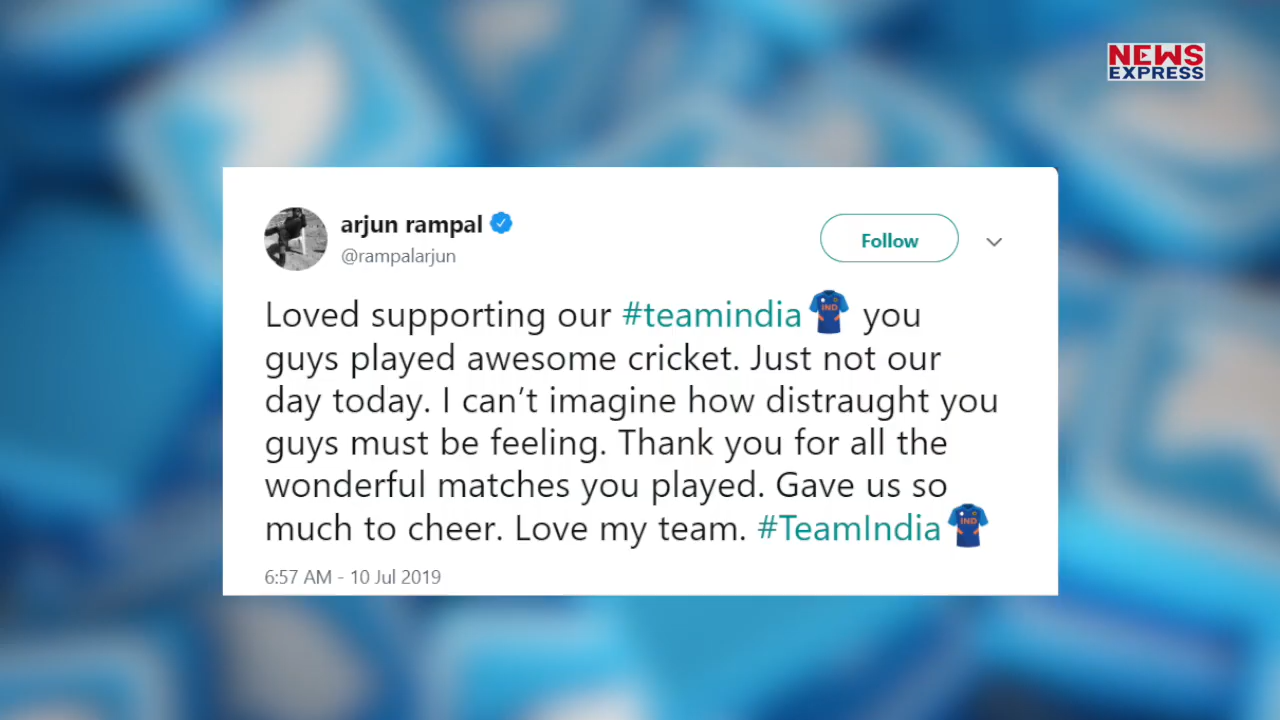 NEWS
EXPRESS
arjun rampal
@rampalarjun
Follow
Loved supporting our #teamindia IND you
guys played awesome cricket. Just not our
day today. I can’t imagine how distraught you
guys must be feeling. Thank you for all the
wonderful matches you played. Gave us so
much to cheer. Love my team. #TeamIndia IND
6:57 AM - 10 Jul 2019